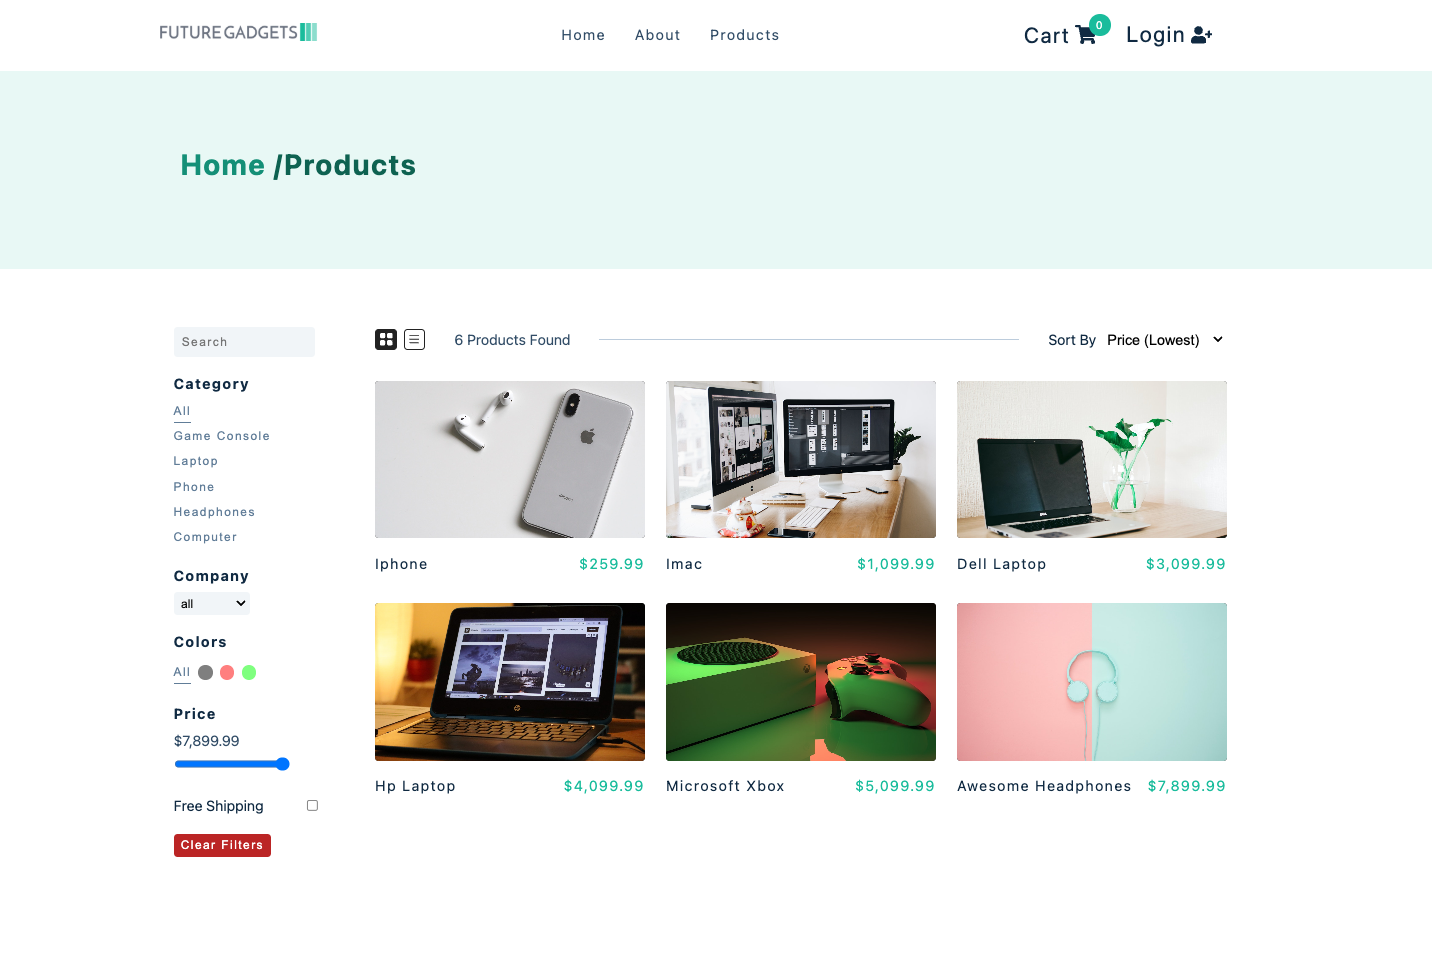 FUTURE GADGETS
Home About Products
Cart 0 Login
Home /Products
Search
Category
All
Game Console
Laptop
Phone
Headphones
Computer
Company
all
Colors
All
Price
$7,899.99
Free Shipping
Clear Filters
6 Products Found
Sort By Price (Lowest)
Iphone $259.99
Imac $1,099.99
Dell Laptop $3,099.99
Hp Laptop $4,099.99
Microsoft Xbox $5,099.99
Awesome Headphones $7,899.99